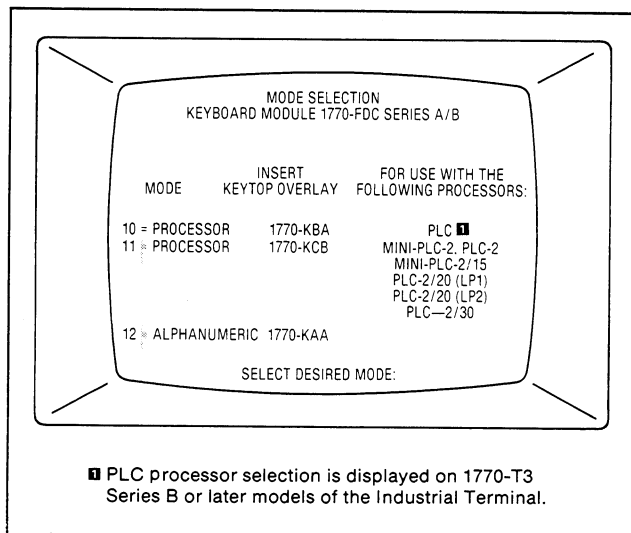 MODE SELECTION
KEYBOARD MODULE 1770-FDC SERIES A/B
MODE INSERT KEYTOP OVERLAY FOR USE WITH THE FOLLOWING PROCESSORS:
10 = PROCESSOR 1770-KBA PLC 1
11 = PROCESSOR 1770-KCB MINI-PLC-2. PLC-2
MINI-PLC-2/15
PLC-2/20 (LP1)
PLC-2/20 (LP2)
PLC—2/30
12 = ALPHANUMERIC 1770-KAA
SELECT DESIRED MODE:
1 PLC processor selection is displayed on 1770-T3
Series B or later models of the Industrial Terminal.